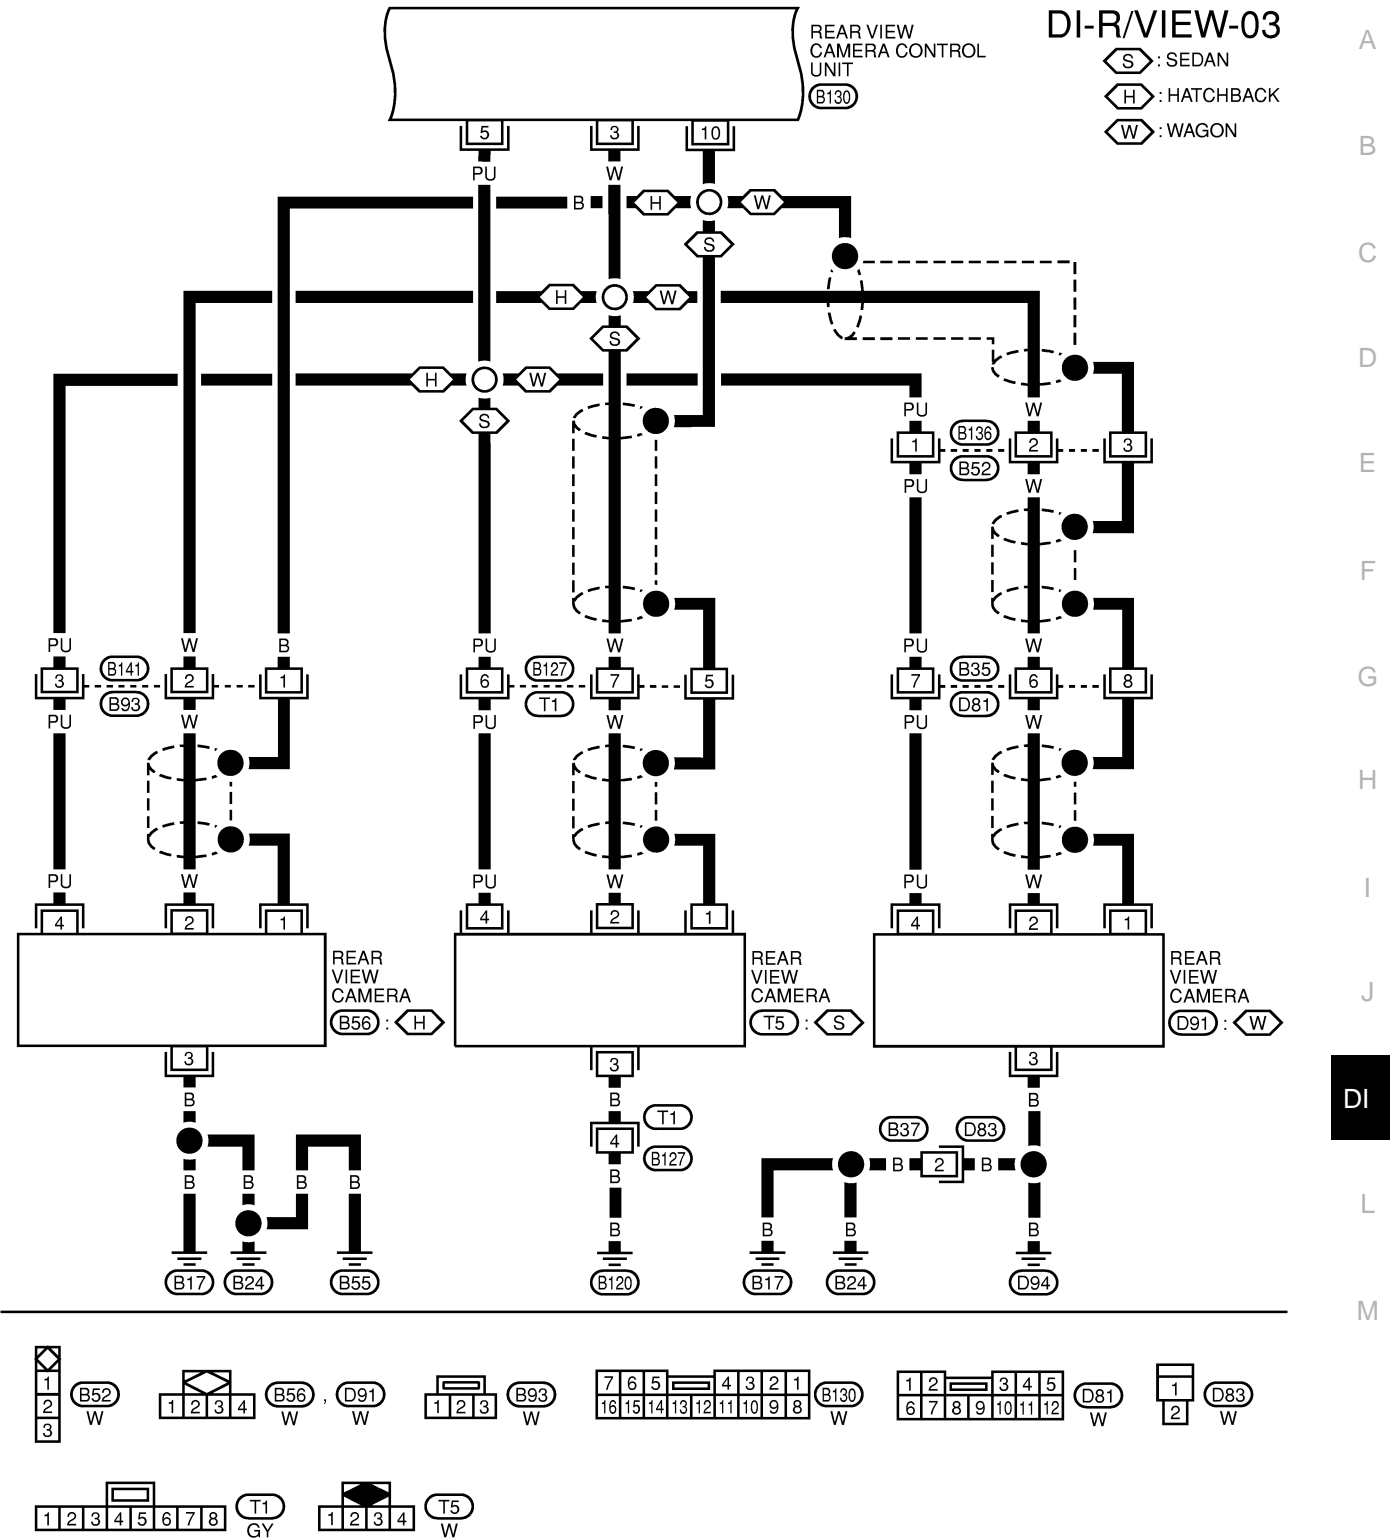 DI-R/VIEW-03
S : SEDAN
H : HATCHBACK
W : WAGON
REAR VIEW
CAMERA CONTROL
UNIT
B130
A
B
C
D
E
F
G
H
I
J
DI
L
M
5 3 10
PU W
B H W
S
H W
S
H W
S
PU W
1 B136 2 3
B52
PU W
PU W B PU W PU W
3 B141 2 1 6 B127 7 5 7 B35 6 8
B93 T1 D81
PU W PU W PU W
PU W PU W PU W
4 2 1 4 2 1 4 2 1
REAR
VIEW
CAMERA
B56 : H
REAR
VIEW
CAMERA
T5 : S
REAR
VIEW
CAMERA
D91 : W
3 3 3
B B B
T1
4
B127
B37 D83
B 2 B
B B B B B
B B B B
B17 B24 B55 B120 B17 B24 D94
1
2
3
B52
W
1 2 3 4
B56 , D91
W W
1 2 3
B93
W
7 6 5 4 3 2 1
16 15 14 13 12 11 10 9 8
B130
W
1 2 3 4 5
6 7 8 9 10 11 12
D81
W
1
2
D83
W
1 2 3 4 5 6 7 8
T1
GY
1 2 3 4
T5
W